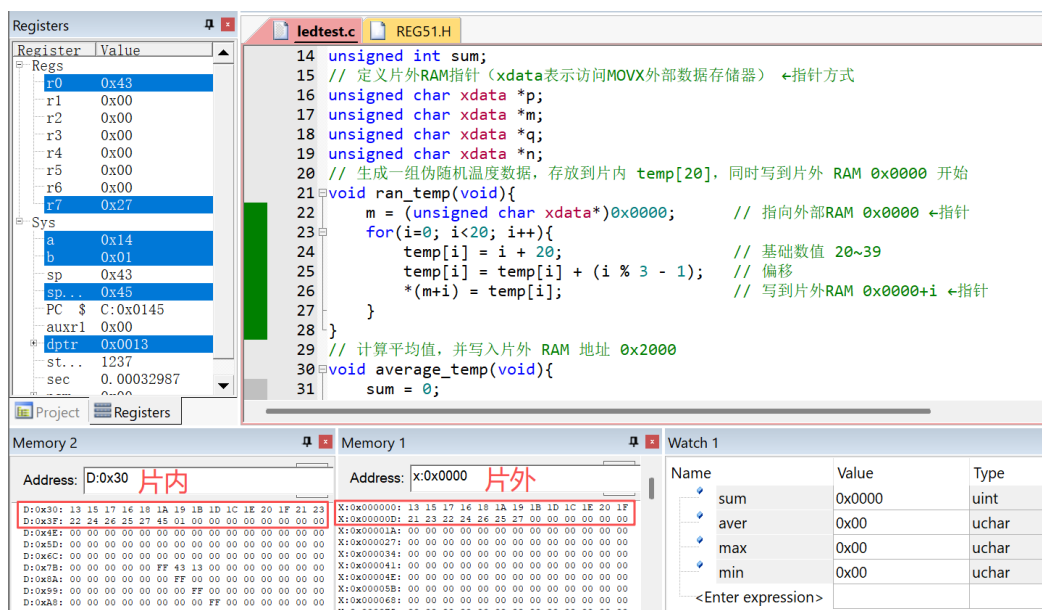 Registers
Register Value
Regs
r0 0x43
r1 0x00
r2 0x00
r3 0x00
r4 0x00
r5 0x00
r6 0x00
r7 0x27
Sys
a 0x14
b 0x01
sp 0x43
sp... 0x45
PC $ C:0x0145
auxr1 0x00
dptr 0x0013
st... 1237
sec 0.00032987
Project Registers
ledtest.c REG51.H
14 unsigned int sum;
15 // 定义片外RAM指针（xdata表示访问MOVX外部数据存储器） ←指针方式
16 unsigned char xdata *p;
17 unsigned char xdata *m;
18 unsigned char xdata *q;
19 unsigned char xdata *n;
20 // 生成一组伪随机温度数据，存放到片内 temp[20]，同时写到片外 RAM 0x0000 开始
21 void ran_temp(void){
22 m = (unsigned char xdata*)0x0000; // 指向外部RAM 0x0000 ←指针
23 for(i=0; i<20; i++){
24 temp[i] = i + 20; // 基础数值 20~39
25 temp[i] = temp[i] + (i % 3 - 1); // 偏移
26 *(m+i) = temp[i]; // 写到片外RAM 0x0000+i ←指针
27 }
28 }
29 // 计算平均值，并写入片外 RAM 地址 0x2000
30 void average_temp(void){
31 sum = 0;
Memory 2
Address: D:0x30 片内
D:0x30: 13 15 17 16 18 1A 19 1B 1D 1C 1E 20 1F 21 23
D:0x3F: 22 24 26 25 27 45 01 00 00 00 00 00 00 00 00
D:0x4E: 00 00 00 00 00 00 00 00 00 00 00 00 00 00 00
D:0x5D: 00 00 00 00 00 00 00 00 00 00 00 00 00 00 00
D:0x6C: 00 00 00 00 00 00 00 00 00 00 00 00 00 00 00
D:0x7B: 00 00 00 00 00 FF 43 13 00 00 00 00 00 00 00
D:0x8A: 00 00 00 00 00 00 FF 00 00 00 00 00 00 00 00
D:0x99: 00 00 00 00 00 00 00 FF 00 00 00 00 00 00 00
D:0xA8: 00 00 00 00 00 00 00 00 FF 00 00 00 00 00 00
Memory 1
Address: x:0x0000 片外
X:0x000000: 13 15 17 16 18 1A 19 1B 1D 1C 1E 20 1F
X:0x00000D: 21 23 22 24 26 25 27 00 00 00 00 00 00
X:0x00001A: 00 00 00 00 00 00 00 00 00 00 00 00 00
X:0x000027: 00 00 00 00 00 00 00 00 00 00 00 00 00
X:0x000034: 00 00 00 00 00 00 00 00 00 00 00 00 00
X:0x000041: 00 00 00 00 00 00 00 00 00 00 00 00 00
X:0x00004E: 00 00 00 00 00 00 00 00 00 00 00 00 00
X:0x00005B: 00 00 00 00 00 00 00 00 00 00 00 00 00
X:0x000068: 00 00 00 00 00 00 00 00 00 00 00 00 00
Watch 1
Name Value Type
sum 0x0000 uint
aver 0x00 uchar
max 0x00 uchar
min 0x00 uchar
<Enter expression>